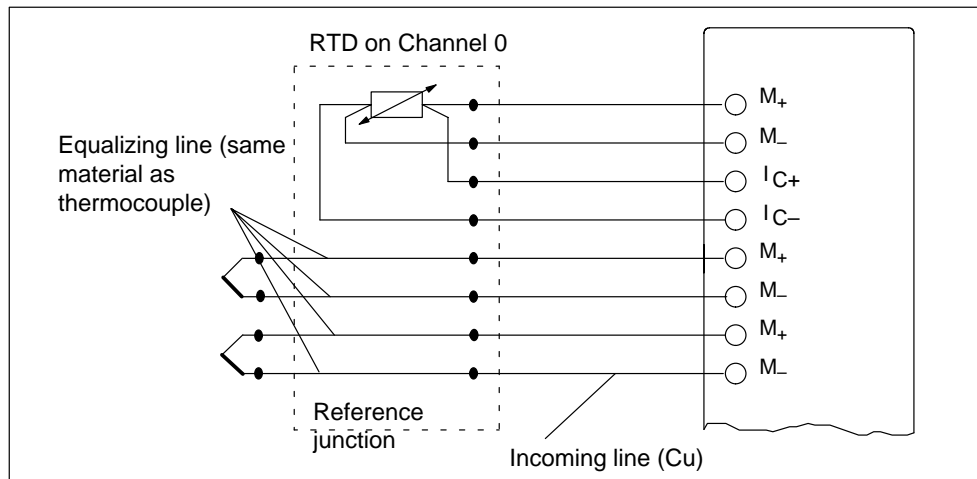 RTD on Channel 0
M+
M–
IC+
IC–
M+
M–
M+
M–
Equalizing line (same
material as
thermocouple)
Reference
junction
Incoming line (Cu)